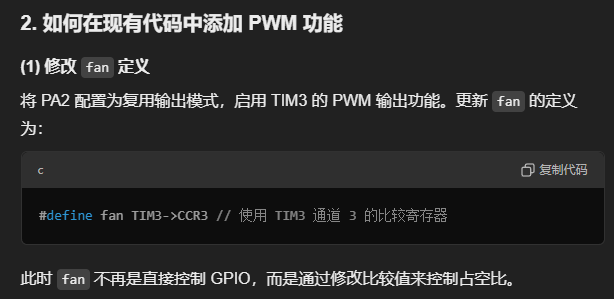 2. 如何在现有代码中添加 PWM 功能
(1) 修改 fan 定义
将 PA2 配置为复用输出模式，启用 TIM3 的 PWM 输出功能。更新 fan 的定义
为：
c 复制代码
#define fan TIM3->CCR3 // 使用 TIM3 通道 3 的比较寄存器
此时 fan 不再是直接控制 GPIO，而是通过修改比较值来控制占空比。